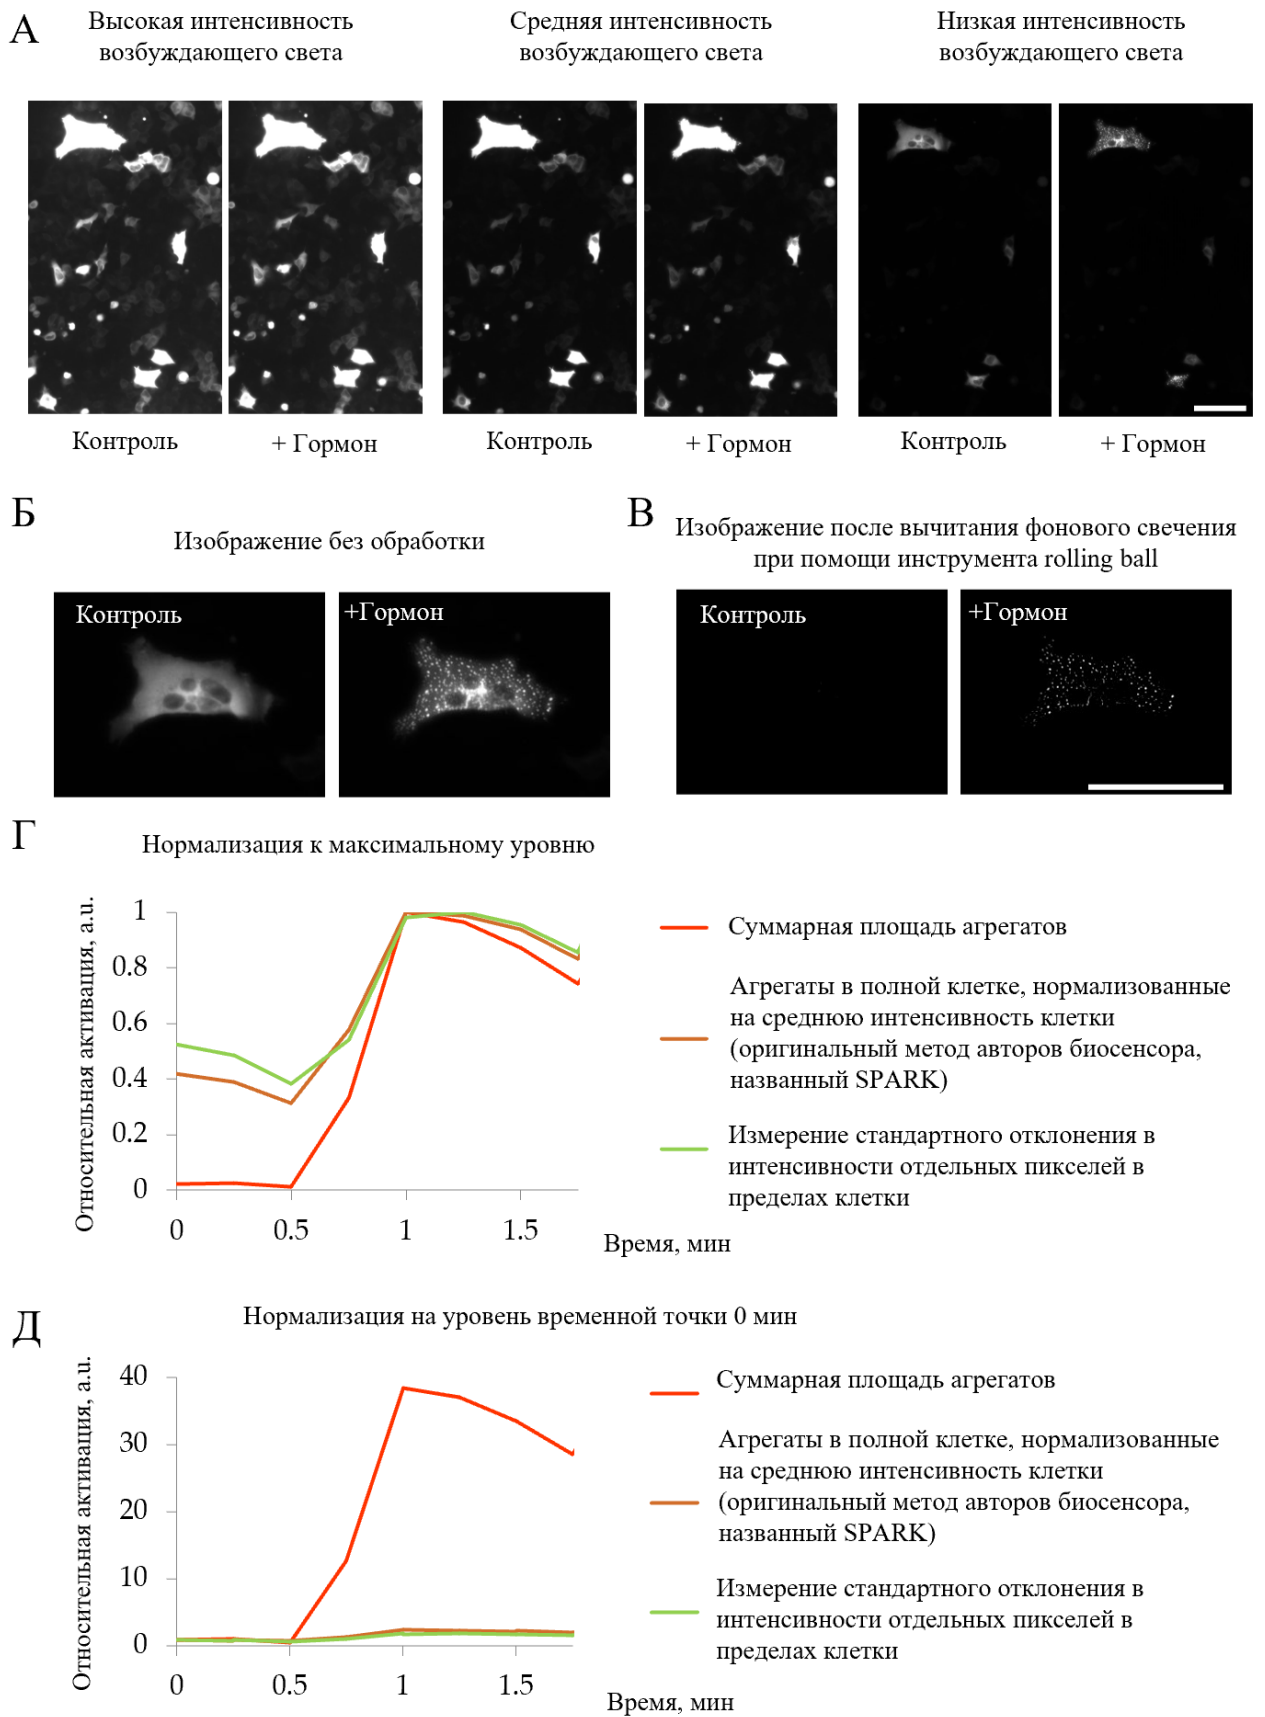 А
Высокая интенсивность
возбуждающего света
Средняя интенсивность
возбуждающего света
Низкая интенсивность
возбуждающего света
Контроль
+ Гормон
Контроль
+ Гормон
Контроль
+ Гормон
Б
Изображение без обработки
Контроль
+Гормон
В
Изображение после вычитания фонового свечения
при помощи инструмента rolling ball
Контроль
+Гормон
Г
Нормализация к максимальному уровню
Относительная активация, a.u.
1
0.8
0.6
0.4
0.2
0
0
0.5
1
1.5
Время, мин
Суммарная площадь агрегатов
Агрегаты в полной клетке, нормализованные
на среднюю интенсивность клетки
(оригинальный метод авторов биосенсора,
названный SPARK)
Измерение стандартного отклонения в
интенсивности отдельных пикселей в
пределах клетки
Д
Нормализация на уровень временной точки 0 мин
Относительная активация, a.u.
40
30
20
10
0
0
0.5
1
1.5
Время, мин
Суммарная площадь агрегатов
Агрегаты в полной клетке, нормализованные
на среднюю интенсивность клетки
(оригинальный метод авторов биосенсора,
названный SPARK)
Измерение стандартного отклонения в
интенсивности отдельных пикселей в
пределах клетки